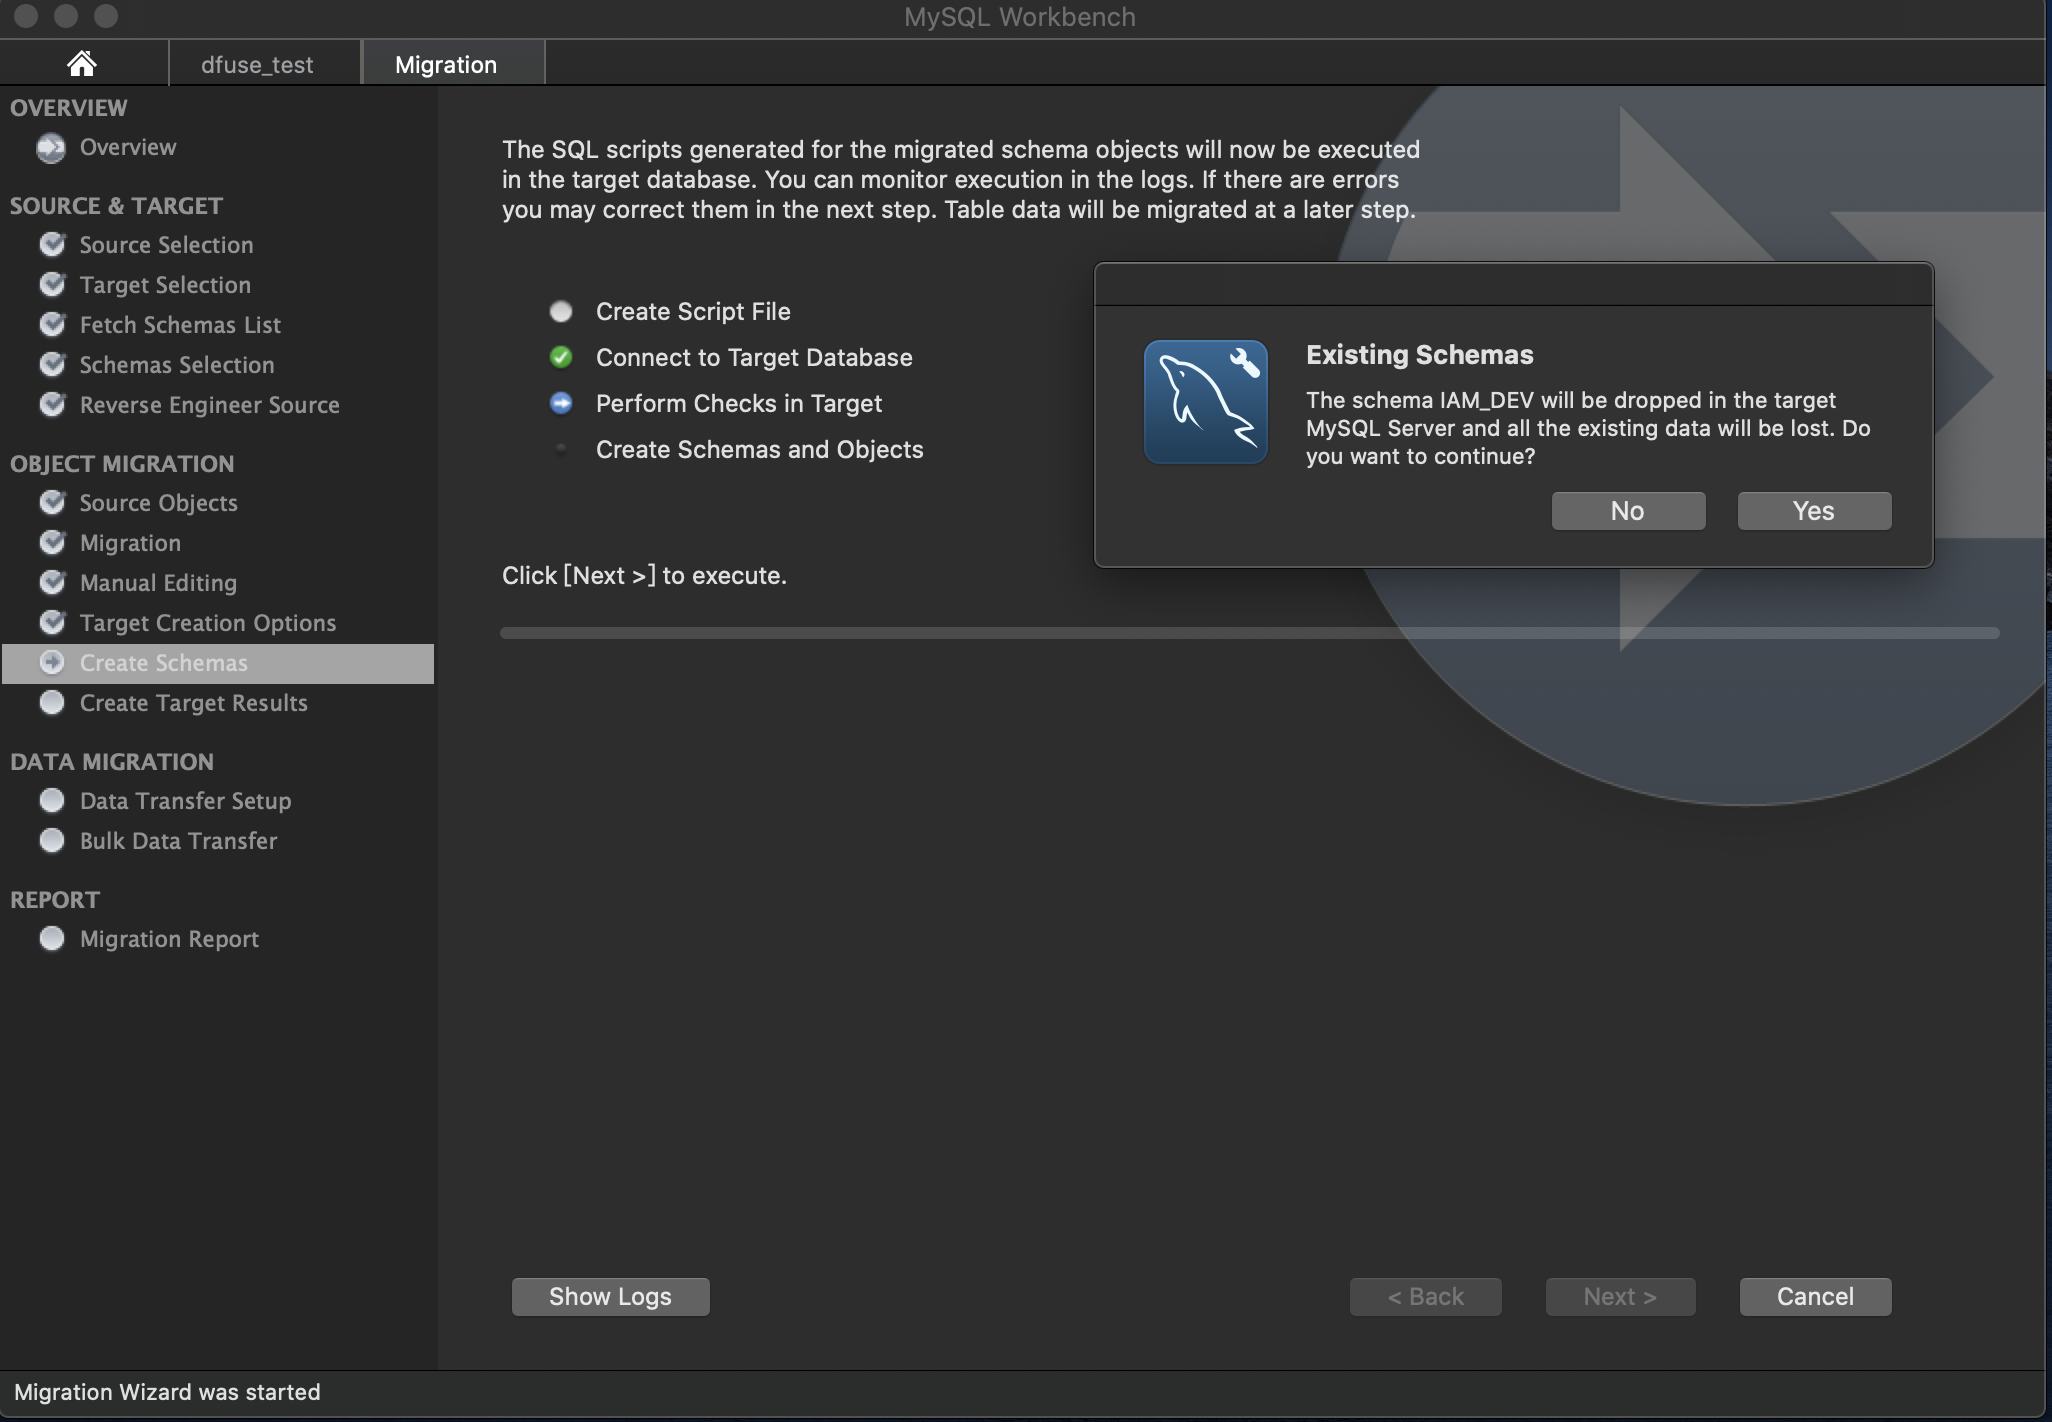 MySQL Workbench
dfuse_test
Migration
OVERVIEW
Overview
SOURCE & TARGET
Source Selection
Target Selection
Fetch Schemas List
Schemas Selection
Reverse Engineer Source
OBJECT MIGRATION
Source Objects
Migration
Manual Editing
Target Creation Options
Create Schemas
Create Target Results
DATA MIGRATION
Data Transfer Setup
Bulk Data Transfer
REPORT
Migration Report
The SQL scripts generated for the migrated schema objects will now be executed
in the target database. You can monitor execution in the logs. If there are errors
you may correct them in the next step. Table data will be migrated at a later step.
Create Script File
Connect to Target Database
Perform Checks in Target
Create Schemas and Objects
Click [Next >] to execute.
Existing Schemas
The schema IAM_DEV will be dropped in the target
MySQL Server and all the existing data will be lost. Do
you want to continue?
No
Yes
Show Logs
< Back
Next >
Cancel
Migration Wizard was started